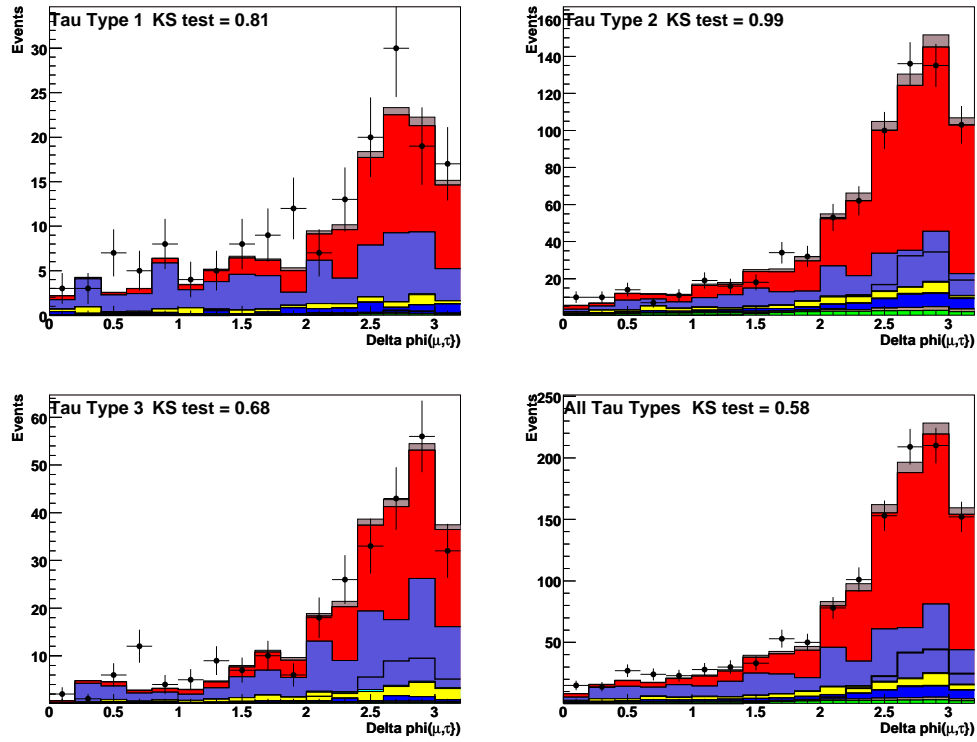 Tau Type 1 KS test = 0.81
Events
30
25
20
15
10
5
0
0 0.5 1 1.5 2 2.5 3
Delta phi(μ,τ})
Tau Type 2 KS test = 0.99
Events
160
140
120
100
80
60
40
20
0
0 0.5 1 1.5 2 2.5 3
Delta phi(μ,τ})
Tau Type 3 KS test = 0.68
Events
60
50
40
30
20
10
0 0.5 1 1.5 2 2.5 3
Delta phi(μ,τ})
All Tau Types KS test = 0.58
Events
250
200
150
100
50
0
0 0.5 1 1.5 2 2.5 3
Delta phi(μ,τ})